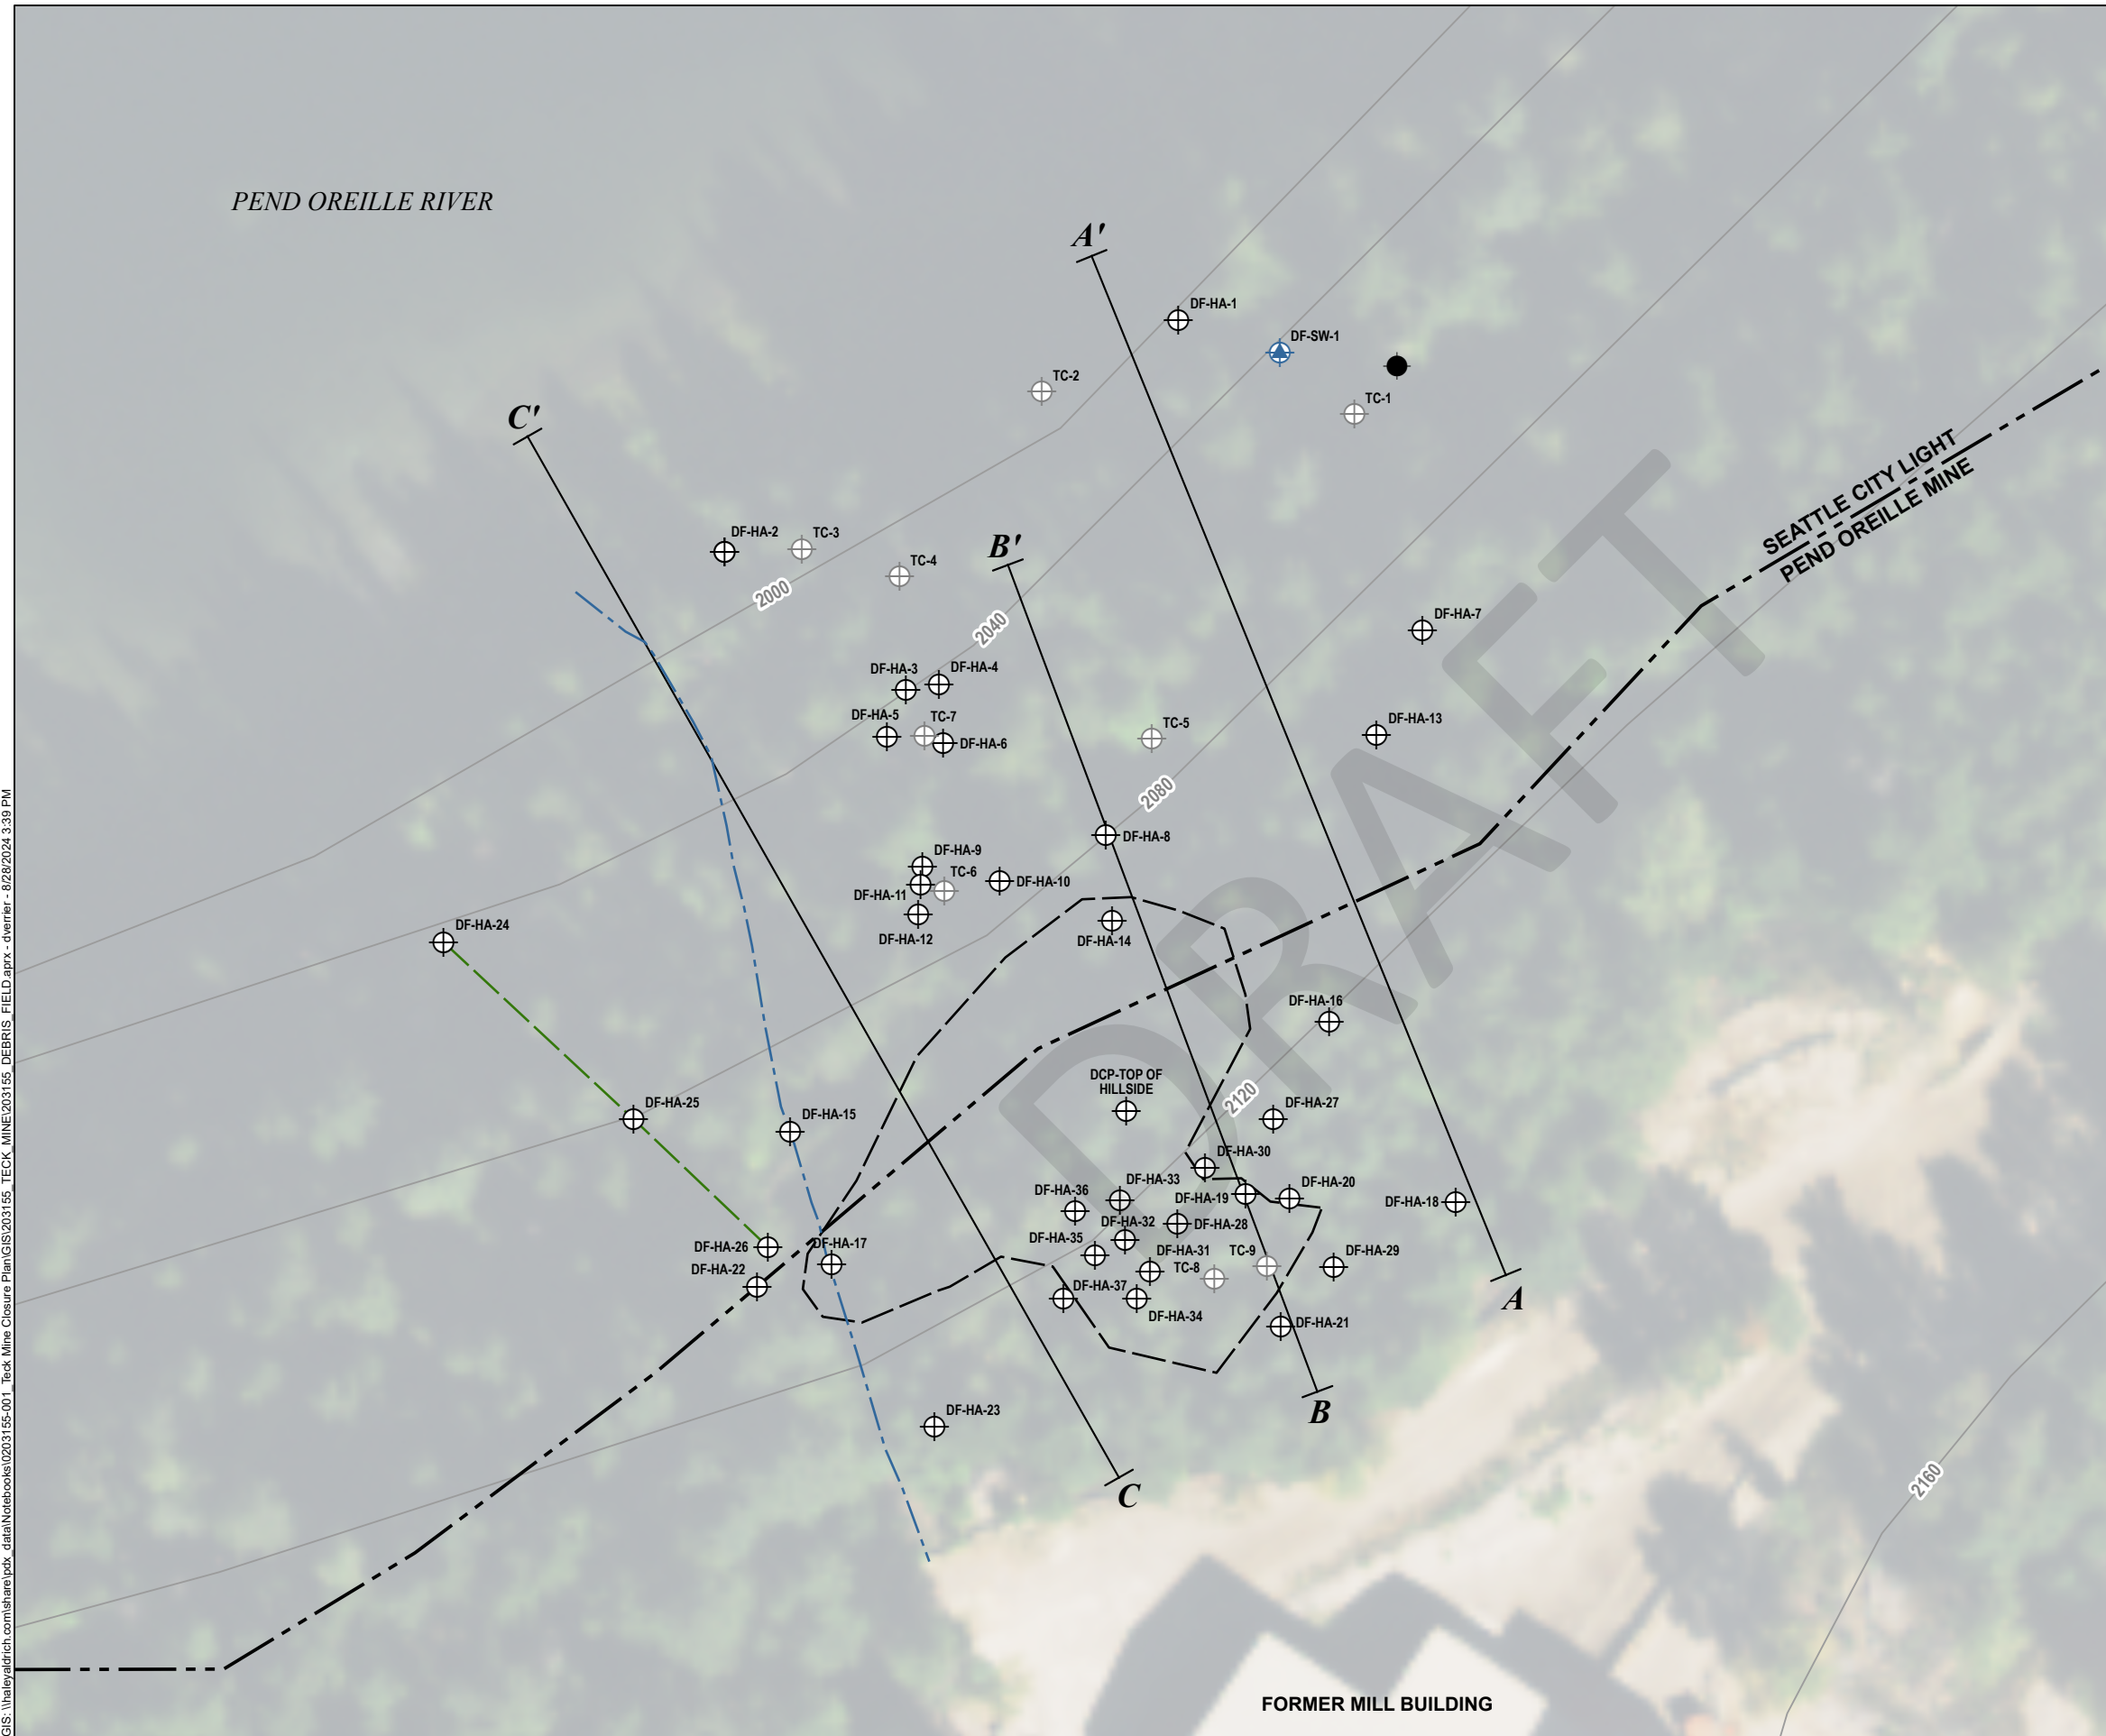 PEND OREILLE RIVER
A'
DF-HA-1
DF-SW-1
TC-2
TC-1
C'
SEATTLE CITY LIGHT
PEND OREILLE MINE
DF-HA-2
TC-3
B'
TC-4
2000
2040
DF-HA-7
DF-HA-3
DF-HA-4
DF-HA-5
TC-7
DF-HA-6
TC-5
DF-HA-13
2080
DF-HA-8
DF-HA-9
TC-6
DF-HA-10
DF-HA-11
DF-HA-12
DF-HA-24
DF-HA-14
DRAFT
DF-HA-16
DCP-TOP OF
HILLSIDE
2120
DF-HA-25
DF-HA-15
DF-HA-27
DF-HA-30
DF-HA-33
DF-HA-36
DF-HA-19
DF-HA-20
DF-HA-18
DF-HA-32
DF-HA-28
DF-HA-35
DF-HA-26
DF-HA-17
DF-HA-31
TC-9
DF-HA-29
TC-8
DF-HA-22
DF-HA-37
DF-HA-34
A
DF-HA-21
B
DF-HA-23
2160
C
FORMER MILL BUILDING
GIS: \\haleyaldrich.com\share\pdx_data\Notebooks\0203155-001_Teck Mine Closure Plan\GIS\203155_TECK_MINE\203155_DEBRIS_FIELD.aprx - dverrier - 8/28/2024 3:39 PM